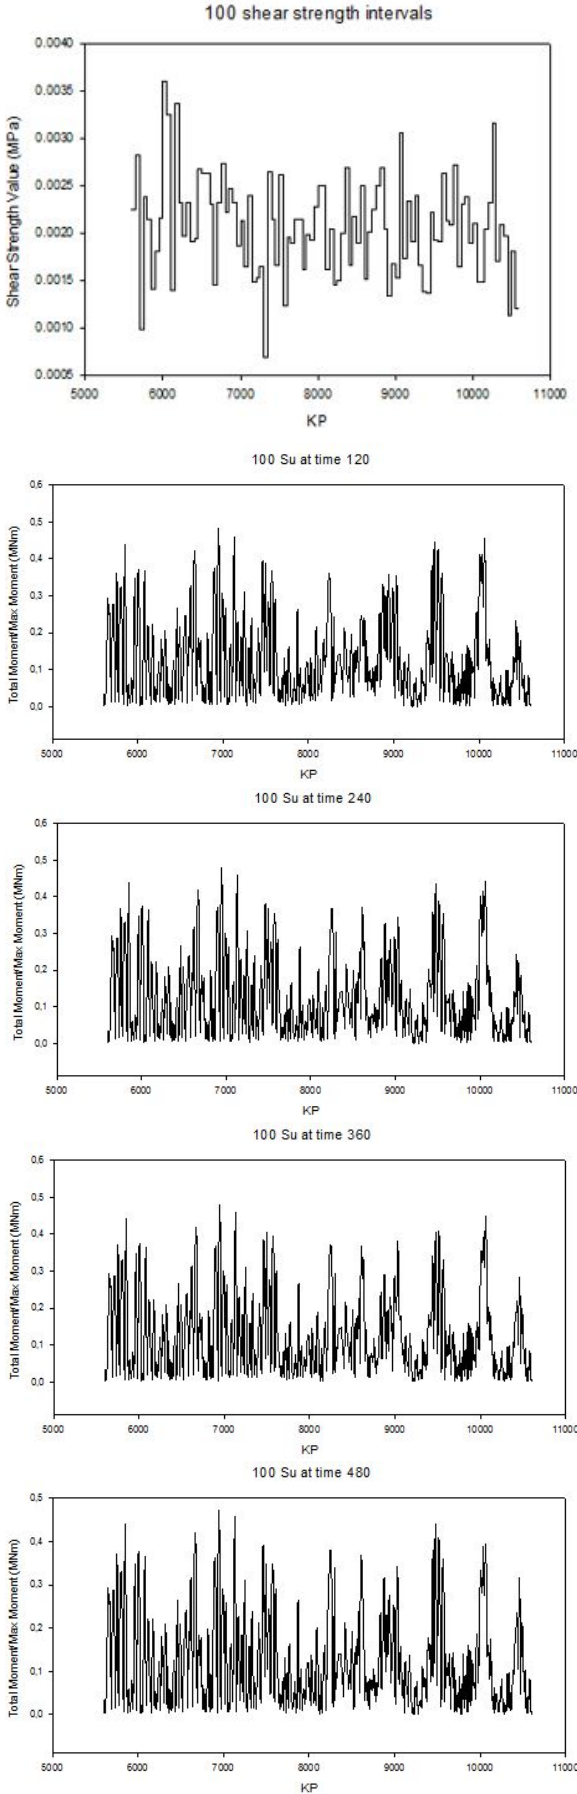 100 shear strength intervals
0.0040
0.0035
0.0030
0.0025
0.0020
0.0015
0.0010
0.0005
Shear Strength Value (MPa)
5000 6000 7000 8000 9000 10000 11000
KP
100 Su at time 120
0,6
0,5
0,4
0,3
0,2
0,1
0,0
Total Moment/Max Moment (MNm)
5000 6000 7000 8000 9000 10000 11000
KP
100 Su at time 240
0,6
0,5
0,4
0,3
0,2
0,1
0,0
Total Moment/Max Moment (MNm)
5000 6000 7000 8000 9000 10000 11000
KP
100 Su at time 360
0,6
0,5
0,4
0,3
0,2
0,1
0,0
Total Moment/Max Moment (MNm)
5000 6000 7000 8000 9000 10000 11000
KP
100 Su at time 480
0,5
0,4
0,3
0,2
0,1
0,0
Total Moment/Max Moment (MNm)
5000 6000 7000 8000 9000 10000 11000
KP